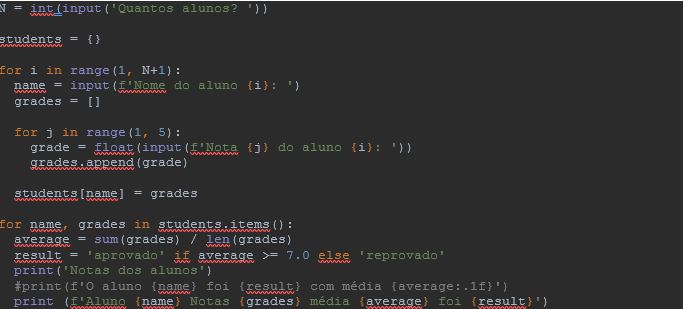 N = int(input('Quantos alunos? '))
students = {}
for i in range(1, N+1):
name = input(f'Nome do aluno {i}: ')
grades = []
for j in range(1, 5):
grade = float(input(f'Nota {j} do aluno {i}: '))
grades.append(grade)
students[name] = grades
for name, grades in students.items():
average = sum(grades) / len(grades)
result = 'aprovado' if average >= 7.0 else 'reprovado'
print('Notas dos alunos')
#print(f'O aluno {name} foi {result} com média {average:.1f}')
print (f'Aluno {name} Notas {grades} média {average} foi {result}')